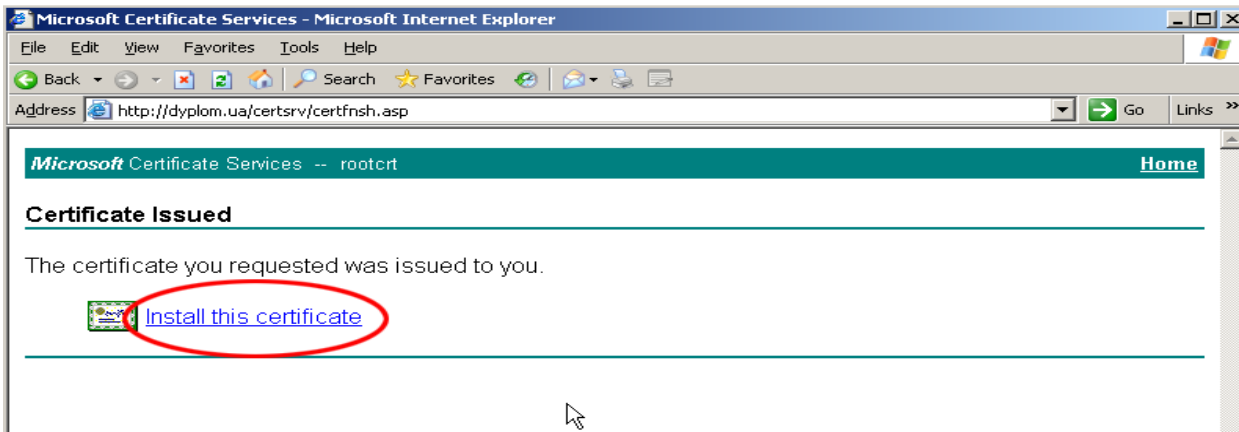 Microsoft Certificate Services - Microsoft Internet Explorer
File Edit View Favorites Tools Help
Back Search Favorites
Address http://dyplom.ua/certsrv/certfnsh.asp Go Links »
Microsoft Certificate Services -- rootcrt Home
Certificate Issued
The certificate you requested was issued to you.
Install this certificate